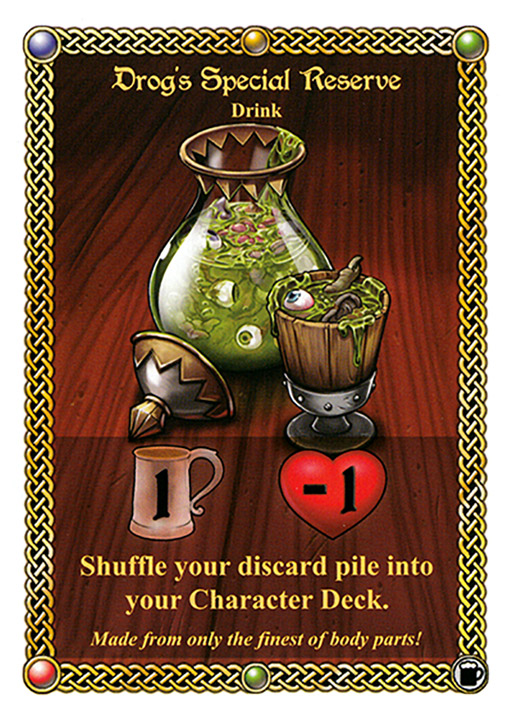 Drog's Special Reserve
Drink
1
- 1
Shuffle your discard pile into
your Character Deck.
Made from only the finest of body parts!